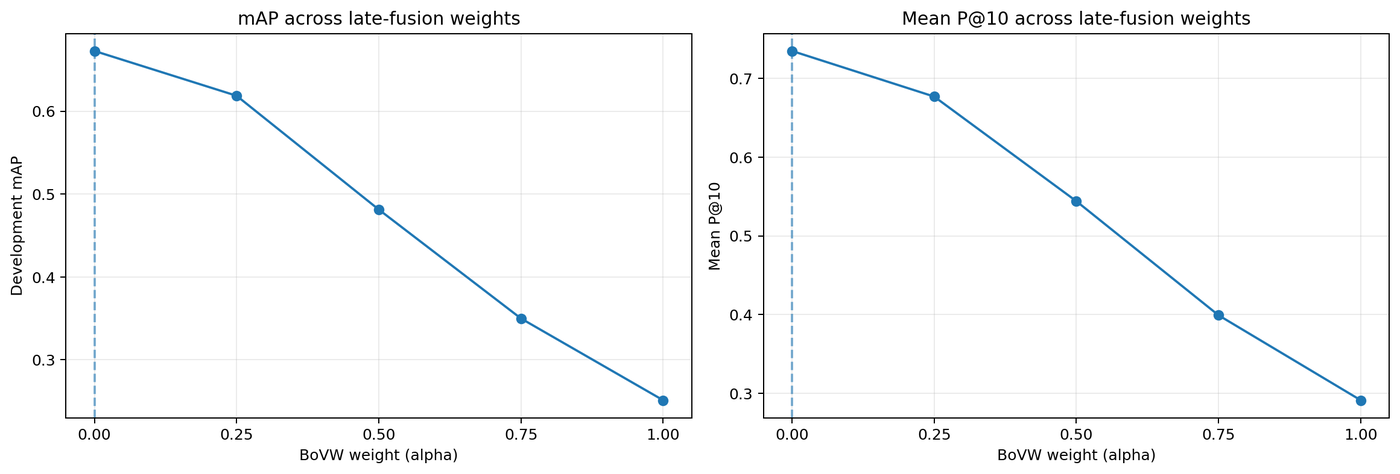 mAP across late-fusion weights
Development mAP
0.6
0.5
0.4
0.3
0.00 0.25 0.50 0.75 1.00
BoVW weight (alpha)
Mean P@10 across late-fusion weights
Mean P@10
0.7
0.6
0.5
0.4
0.3
0.00 0.25 0.50 0.75 1.00
BoVW weight (alpha)